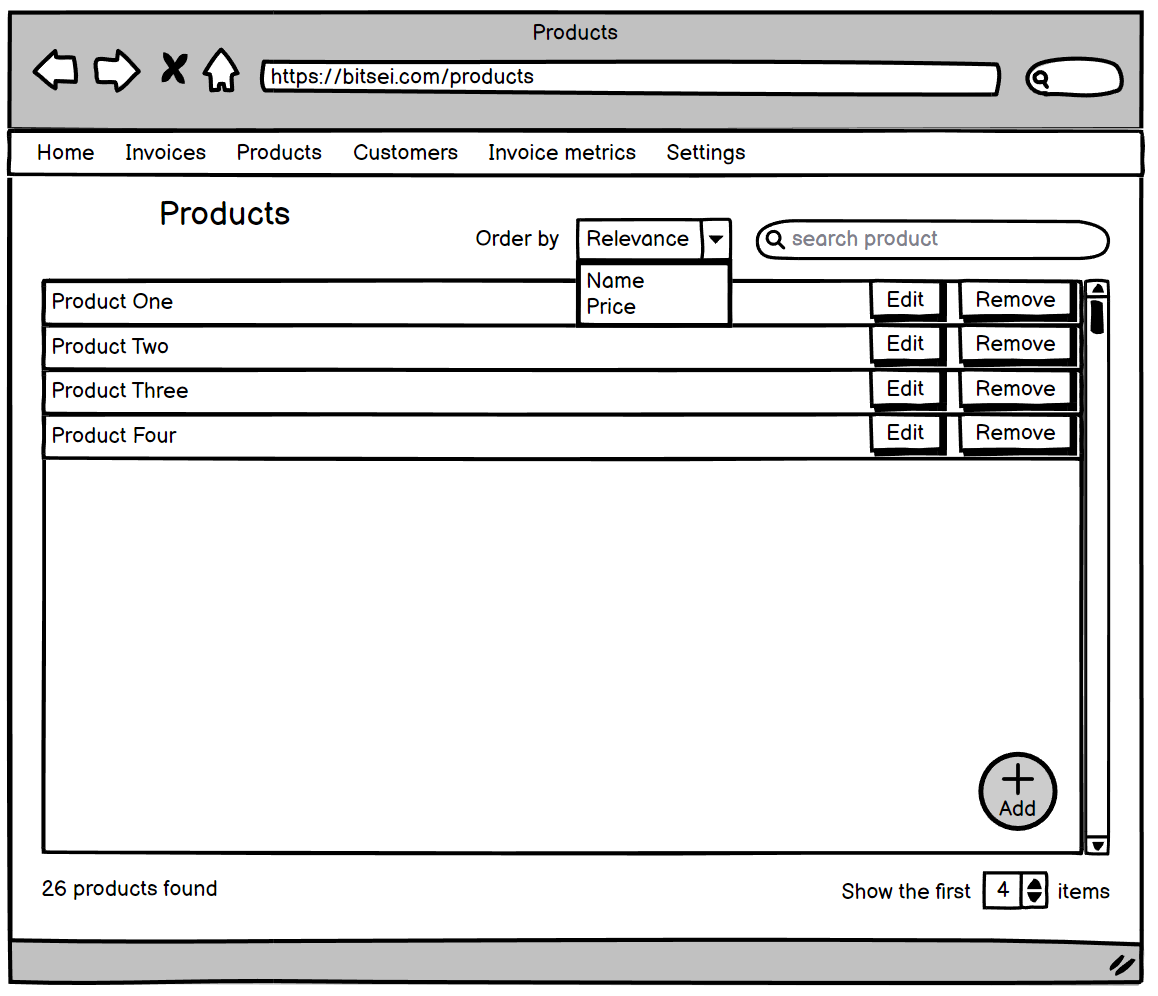 Products
https://bitsei.com/products
Home Invoices Products Customers Invoice metrics Settings
Products
Order by Relevance search product
Name
Price
Product One Edit Remove
Product Two Edit Remove
Product Three Edit Remove
Product Four Edit Remove
Add
26 products found Show the first 4 items